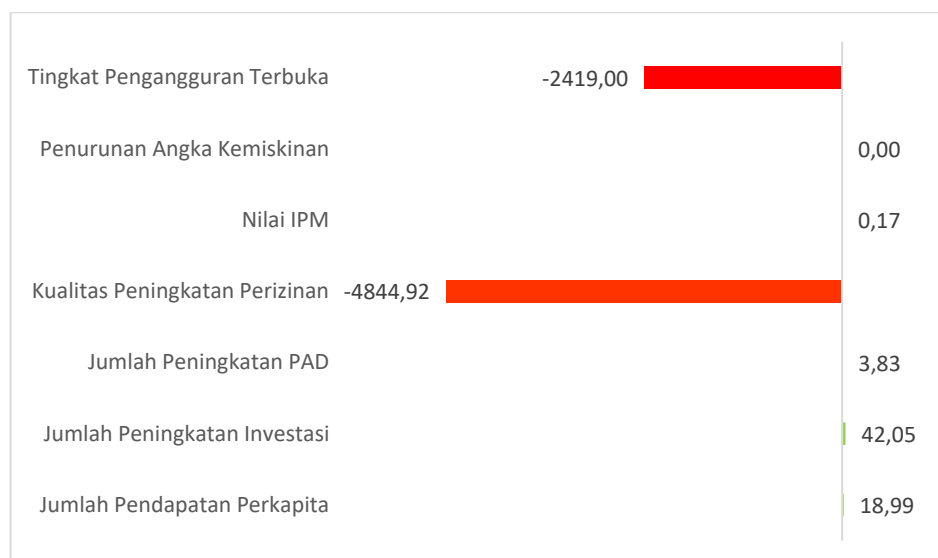 Tingkat Pengangguran Terbuka -2419,00
Penurunan Angka Kemiskinan 0,00
Nilai IPM 0,17
Kualitas Peningkatan Perizinan -4844,92
Jumlah Peningkatan PAD 3,83
Jumlah Peningkatan Investasi 42,05
Jumlah Pendapatan Perkapita 18,99